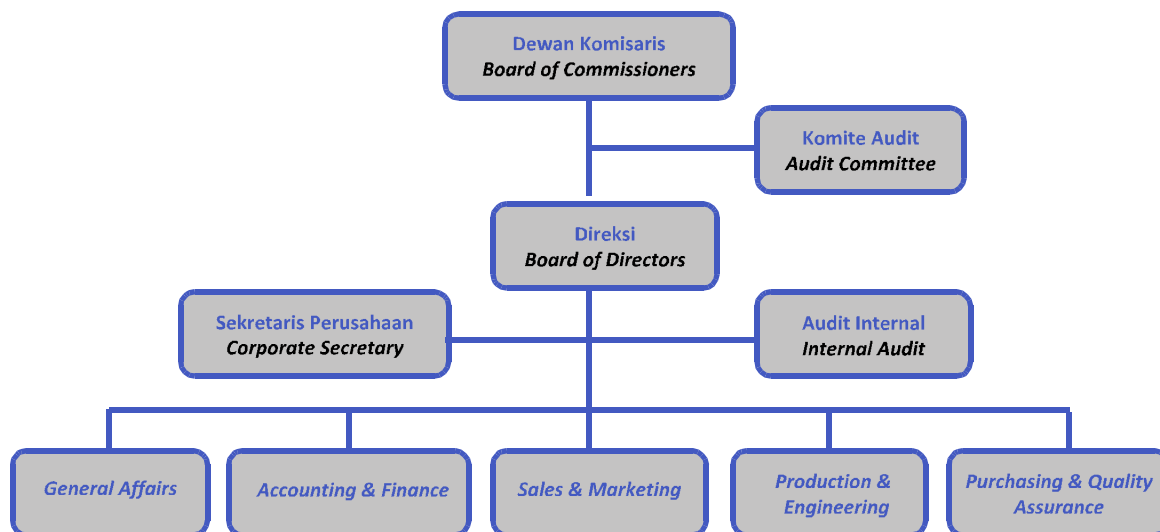 Dewan Komisaris
Board of Commissioners
Komite Audit
Audit Committee
Direksi
Board of Directors
Sekretaris Perusahaan
Corporate Secretary
Audit Internal
Internal Audit
General Affairs
Accounting & Finance
Sales & Marketing
Production &
Engineering
Purchasing & Quality
Assurance